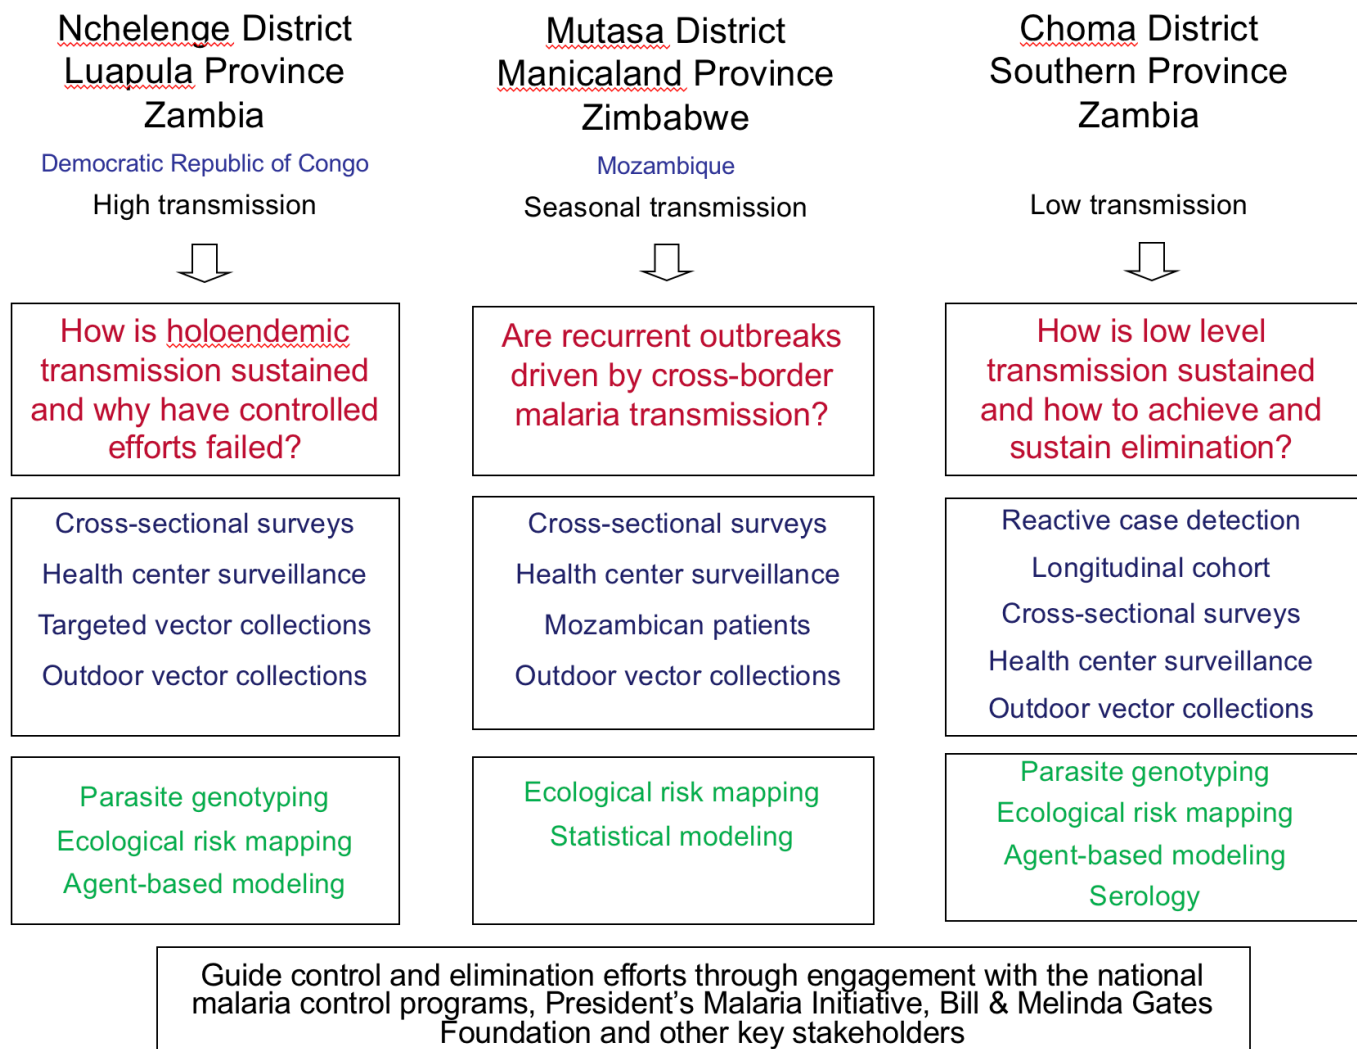 Nchelenge District
Luapula Province
Zambia
Democratic Republic of Congo
High transmission
How is holoendemic
transmission sustained
and why have controlled
efforts failed?
Cross-sectional surveys
Health center surveillance
Targeted vector collections
Outdoor vector collections
Parasite genotyping
Ecological risk mapping
Agent-based modeling
Mutasa District
Manicaland Province
Zimbabwe
Mozambique
Seasonal transmission
Are recurrent outbreaks
driven by cross-border
malaria transmission?
Cross-sectional surveys
Health center surveillance
Mozambican patients
Outdoor vector collections
Ecological risk mapping
Statistical modeling
Choma District
Southern Province
Zambia
Low transmission
How is low level
transmission sustained
and how to achieve and
sustain elimination?
Reactive case detection
Longitudinal cohort
Cross-sectional surveys
Health center surveillance
Outdoor vector collections
Parasite genotyping
Ecological risk mapping
Agent-based modeling
Serology
Guide control and elimination efforts through engagement with the national
malaria control programs, President’s Malaria Initiative, Bill & Melinda Gates
Foundation and other key stakeholders